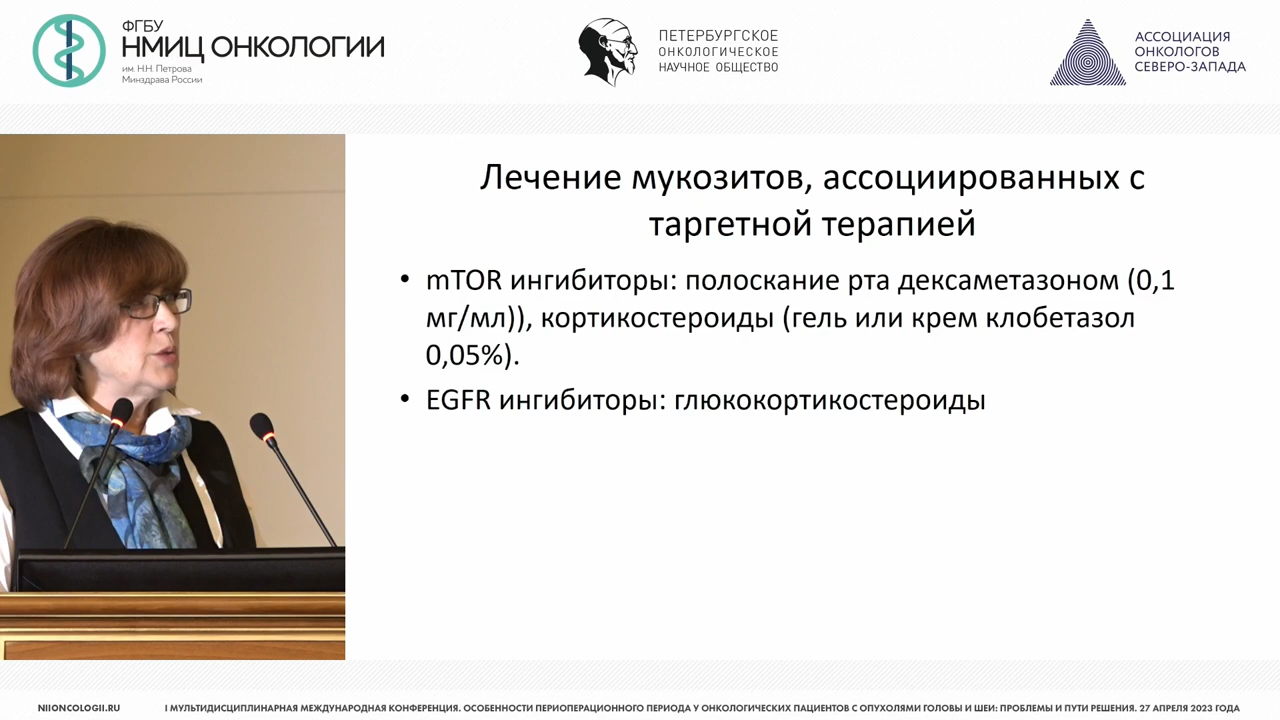 ФГБУ
НМИЦ ОНКОЛОГИИ
им. Н.Н. Петрова
Минздрава России
ПЕТЕРБУРГСКОЕ
ОНКОЛОГИЧЕСКОЕ
НАУЧНОЕ ОБЩЕСТВО
АССОЦИАЦИЯ
ОНКОЛОГОВ
СЕВЕРО-ЗАПАДА
Лечение мукозитов, ассоциированных с
таргетной терапией
• mTOR ингибиторы: полоскание рта дексаметазоном (0,1
мг/мл)), кортикостероиды (гель или крем клобетазол
0,05%).
• EGFR ингибиторы: глюкокортикостероиды
NIIONCOLOGII.RU
I МУЛЬТИДИСЦИПЛИНАРНАЯ МЕЖДУНАРОДНАЯ КОНФЕРЕНЦИЯ. ОСОБЕННОСТИ ПЕРИОПЕРАЦИОННОГО ПЕРИОДА У ОНКОЛОГИЧЕСКИХ ПАЦИЕНТОВ С ОПУХОЛЯМИ ГОЛОВЫ И ШЕИ: ПРОБЛЕМЫ И ПУТИ РЕШЕНИЯ. 27 АПРЕЛЯ 2023 ГОДА